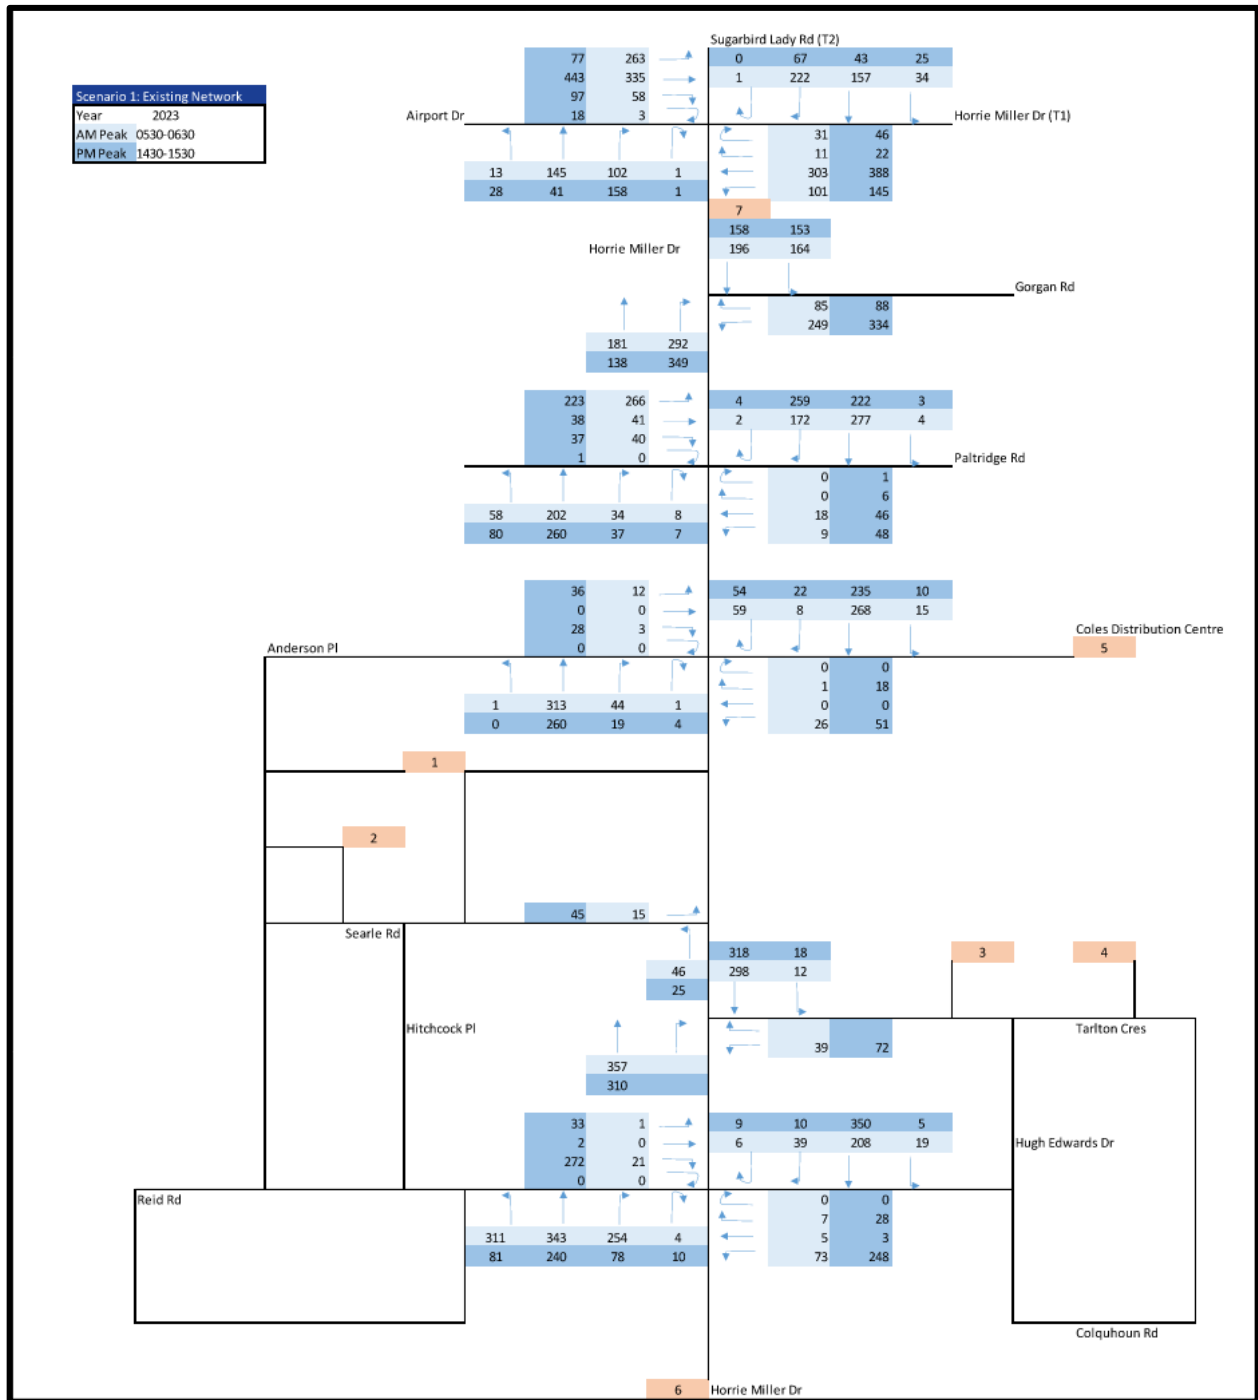 Sugarbird Lady Rd (T2)
77 263 0 67 43 25
443 335 1 222 157 34
97 58
18 3
Scenario 1: Existing Network
Year 2023
AM Peak 0530-0630
PM Peak 1430-1530
Airport Dr
Horrie Miller Dr (T1)
31 46
11 22
13 145 102 1 303 388
28 41 158 1 101 145
7
158 153
196 164
Horrie Miller Dr
Gorgan Rd
85 88
249 334
181 292
138 349
223 266 4 259 222 3
38 41 2 172 277 4
37 40
1 0
Paltridge Rd
0 1
0 6
58 202 34 8 18 46
80 260 37 7 9 48
36 12 54 22 235 10
0 0 59 8 268 15
28 3
0 0
Coles Distribution Centre
5
Anderson Pl
0 0
1 18
1 313 44 1 0 0
0 260 19 4 26 51
1
2
45 15
Searle Rd
318 18
46 298 12
25
3 4
Hitchcock Pl
Tarlton Cres
39 72
357
310
33 1 9 10 350 5
2 0 6 39 208 19
272 21
0 0
Hugh Edwards Dr
Reid Rd
0 0
7 28
311 343 254 4 5 3
81 240 78 10 73 248
Colquhoun Rd
6 Horrie Miller Dr